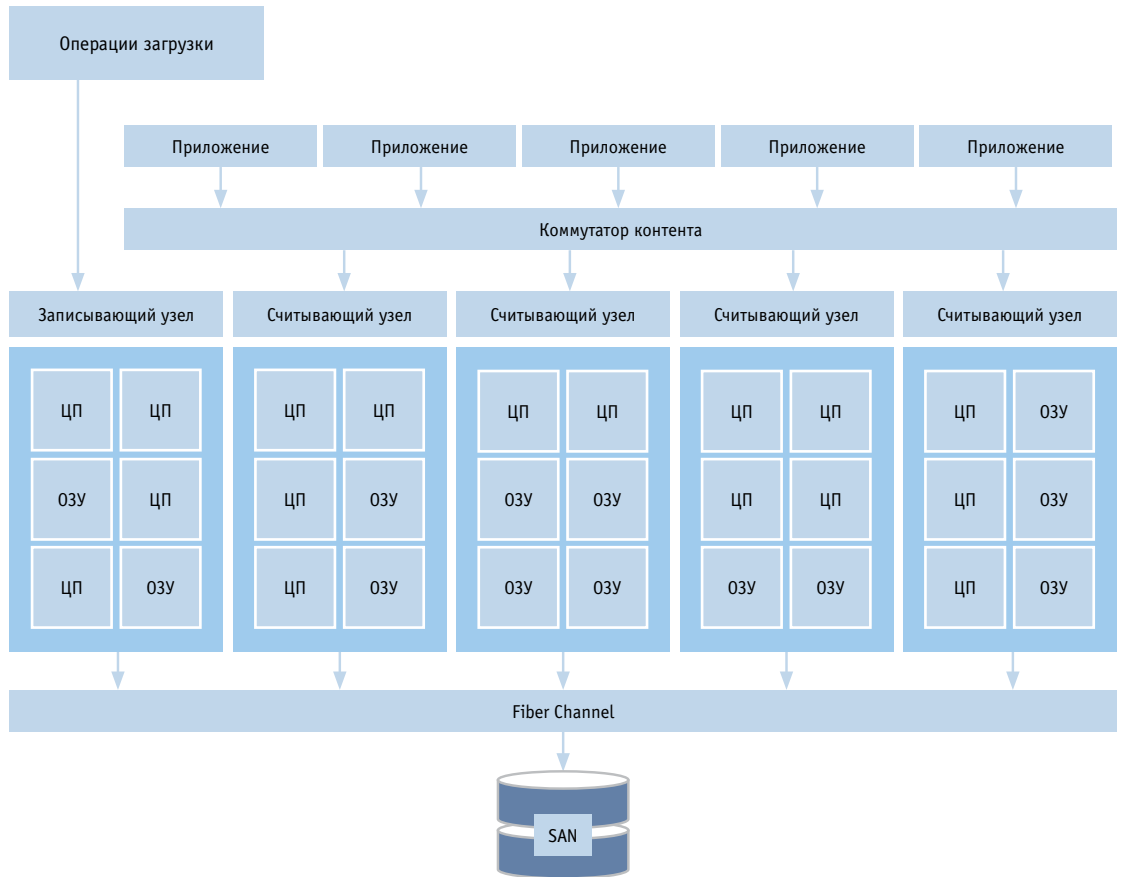 Операции загрузки
Приложение Приложение Приложение Приложение Приложение
Коммутатор контента
Записывающий узел Считывающий узел Считывающий узел Считывающий узел Считывающий узел
ЦП ЦП ЦП ЦП ЦП ЦП ЦП ЦП ЦП ОЗУ
ОЗУ ЦП ЦП ОЗУ ОЗУ ОЗУ ЦП ЦП ЦП ОЗУ
ЦП ОЗУ ЦП ОЗУ ОЗУ ОЗУ ОЗУ ОЗУ ЦП ОЗУ
Fiber Channel
SAN